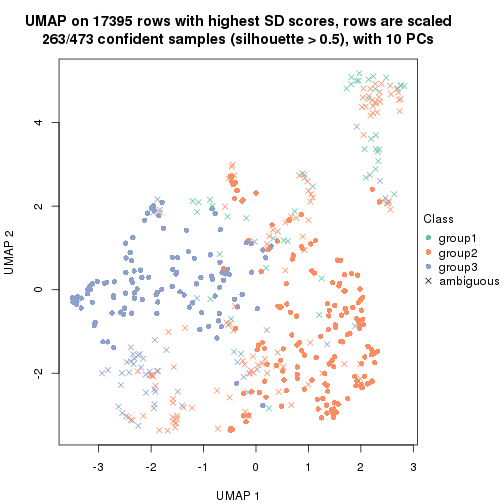 UMAP on 17395 rows with highest SD scores, rows are scaled
263/473 confident samples (silhouette > 0.5), with 10 PCs
UMAP 2
4
2
0
-2
-3
-2
-1
0
1
2
3
UMAP 1
Class
group1
group2
group3
ambiguous